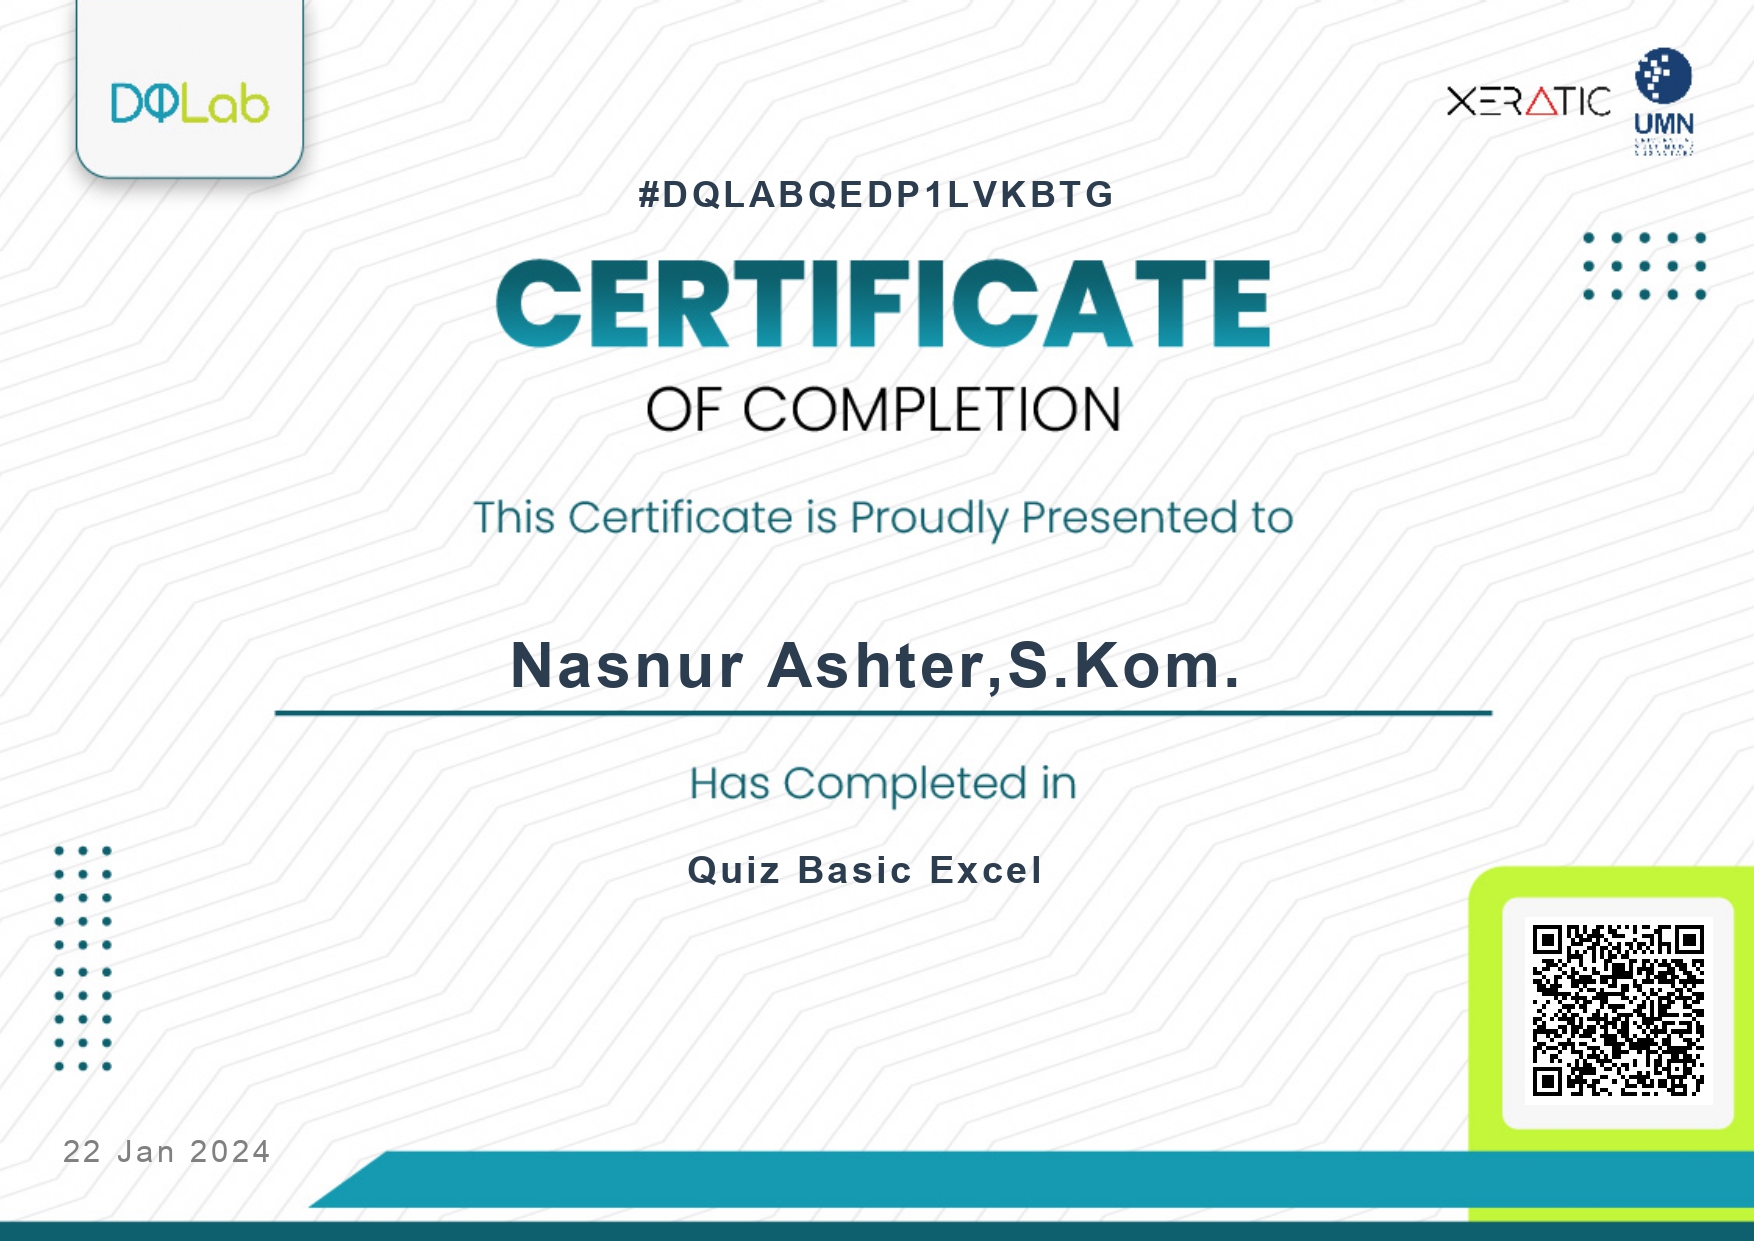 DQLab
XERATIC
UMN
#DQLABQEDP1LVKBTG
CERTIFICATE
OF COMPLETION
This Certificate is Proudly Presented to
Nasnur Ashter,S.Kom.
Has Completed in
Quiz Basic Excel
22 Jan 2024